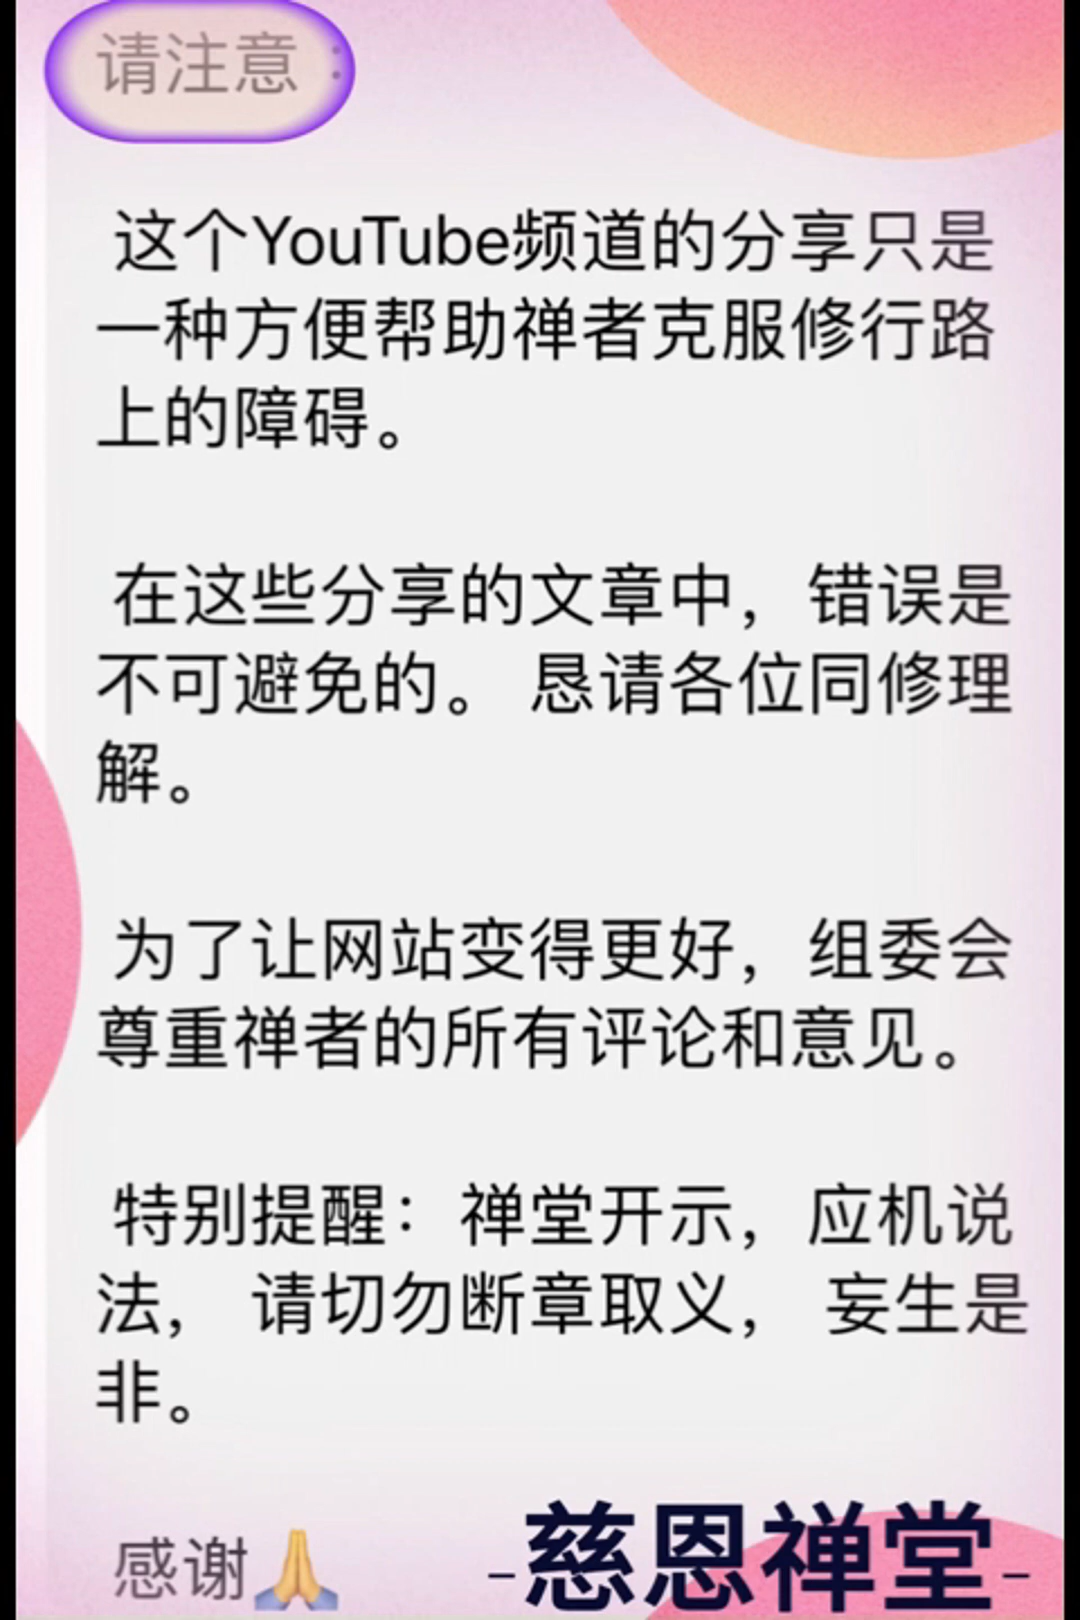 请注意：
这个YouTube频道的分享只是
一种方便帮助禅者克服修行路
上的障碍。
在这些分享的文章中，错误是
不可避免的。 恳请各位同修理
解。
为了让网站变得更好，组委会
尊重禅者的所有评论和意见。
特别提醒：禅堂开示，应机说
法， 请切勿断章取义， 妄生是
非。
感谢🙏
-慈恩禅堂-